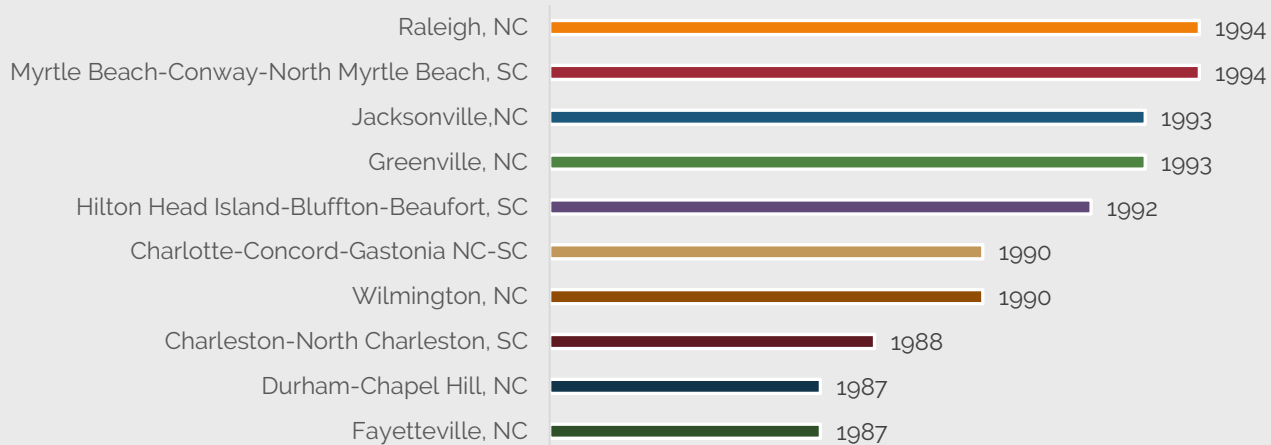 Raleigh, NC 1994
Myrtle Beach-Conway-North Myrtle Beach, SC 1994
Jacksonville,NC 1993
Greenville, NC 1993
Hilton Head Island-Bluffton-Beaufort, SC 1992
Charlotte-Concord-Gastonia NC-SC 1990
Wilmington, NC 1990
Charleston-North Charleston, SC 1988
Durham-Chapel Hill, NC 1987
Fayetteville, NC 1987